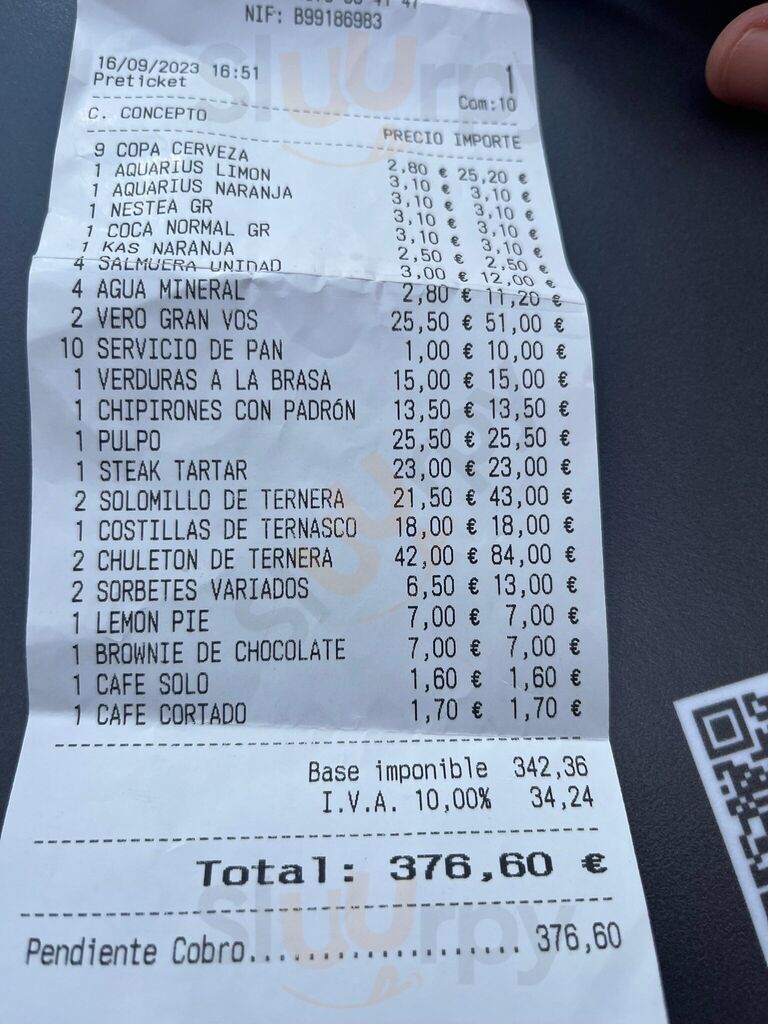 NIF: B99186983
16/09/2023 16:51 1
Preticket Com:10
C. CONCEPTO PRECIO IMPORTE
9 COPA CERVEZA 2,80 € 25,20 €
1 AQUARIUS LIMON 3,10 € 3,10 €
1 AQUARIUS NARANJA 3,10 € 3,10 €
1 NESTEA GR 3,10 € 3,10 €
1 COCA NORMAL GR 3,10 € 3,10 €
1 KAS NARANJA 2,50 € 2,50 €
4 SALMUERA UNIDAD 3,00 € 12,00 €
4 AGUA MINERAL 2,80 € 11,20 €
2 VERO GRAN VOS 25,50 € 51,00 €
10 SERVICIO DE PAN 1,00 € 10,00 €
1 VERDURAS A LA BRASA 15,00 € 15,00 €
1 CHIPIRONES CON PADRÓN 13,50 € 13,50 €
1 PULPO 25,50 € 25,50 €
1 STEAK TARTAR 23,00 € 23,00 €
2 SOLOMILLO DE TERNERA 21,50 € 43,00 €
1 COSTILLAS DE TERNASCO 18,00 € 18,00 €
2 CHULETON DE TERNERA 42,00 € 84,00 €
2 SORBETES VARIADOS 6,50 € 13,00 €
1 LEMON PIE 7,00 € 7,00 €
1 BROWNIE DE CHOCOLATE 7,00 € 7,00 €
1 CAFE SOLO 1,60 € 1,60 €
1 CAFE CORTADO 1,70 € 1,70 €
Base imponible 342,36
I.V.A. 10,00% 34,24
Total: 376,60 €
Pendiente Cobro.................... 376,60
Sluurpy
Sluurpy
Sluurpy